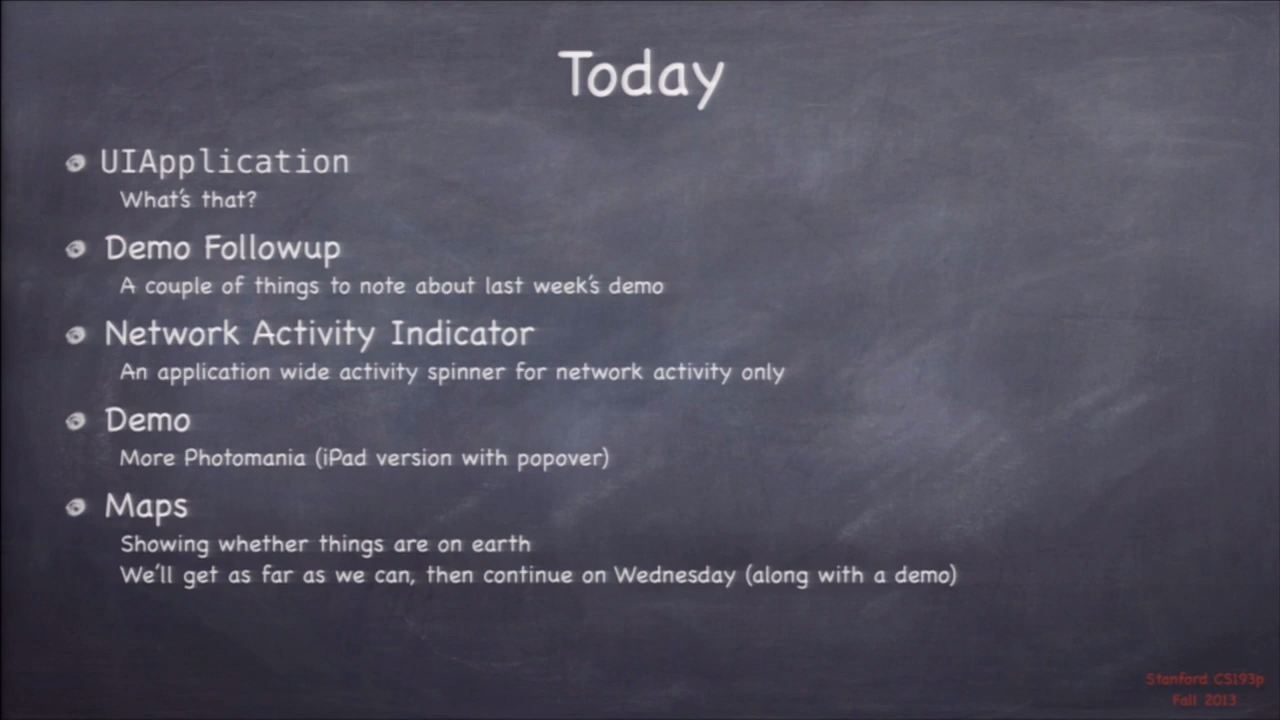 Today
UIApplication
What's that?
Demo Followup
A couple of things to note about last week's demo
Network Activity Indicator
An application wide activity spinner for network activity only
Demo
More Photomania (iPad version with popover)
Maps
Showing whether things are on earth
We'll get as far as we can, then continue on Wednesday (along with a demo)
Stanford CS193p
Fall 2013